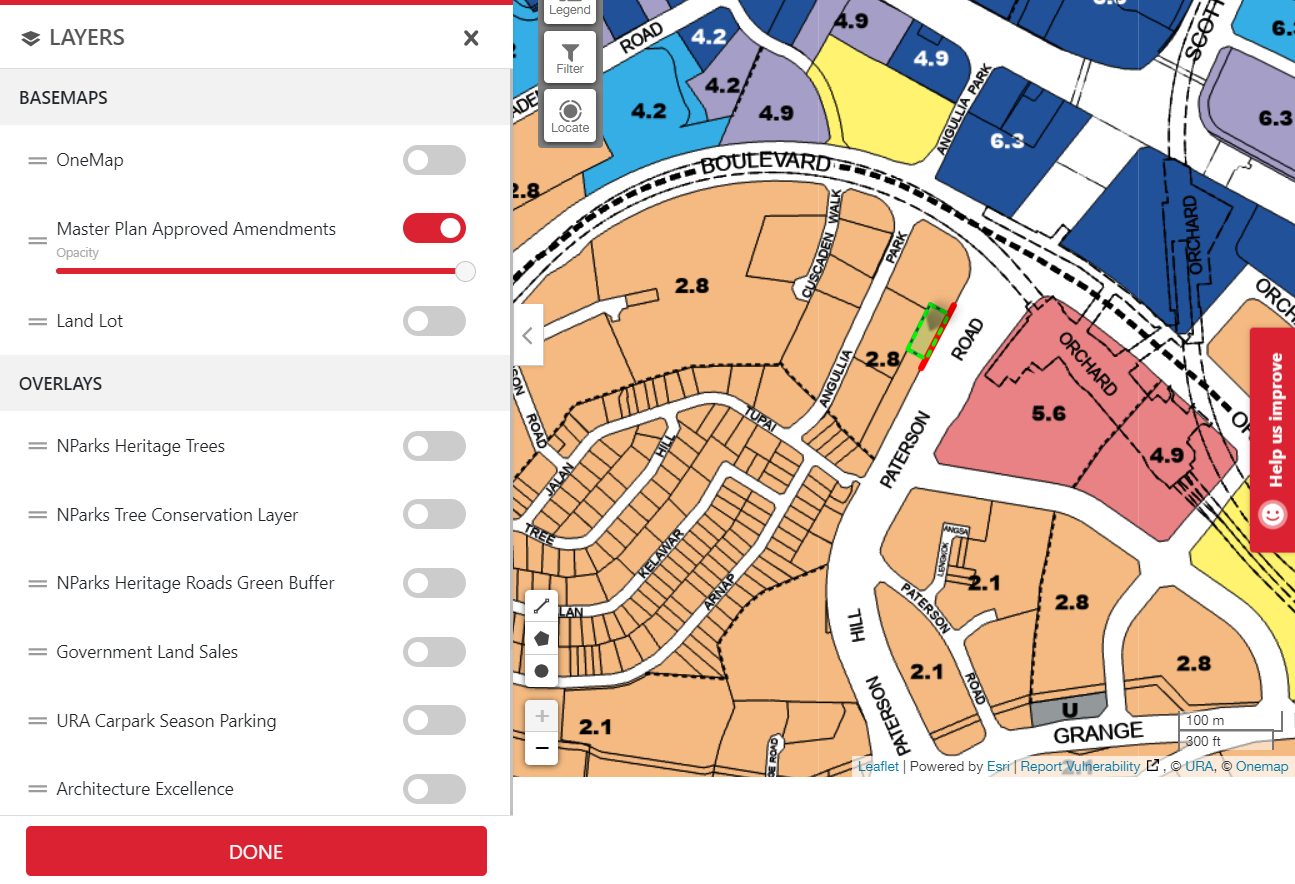 LAYERS
BASEMAPS
OneMap
Master Plan Approved Amendments
Opacity
Land Lot
OVERLAYS
NParks Heritage Trees
NParks Tree Conservation Layer
NParks Heritage Roads Green Buffer
Government Land Sales
URA Carpark Season Parking
Architecture Excellence
DONE
Legend
Filter
Locate
ROAD
4.2
4.9
4.9
4.2
4.2
4.9
6.3
6.3
BOULEVARD
ANGULLIA PARK
ORCHARD
2.8
CUSCADEN WALK
PARK
ANGULLIA
2.8
ROAD
PATERSON
ORCHARD
5.6
4.9
ROAD
TUPAI
HILL
JALAN
TREE
KELAWAR
ARNAP
LAN
HILL
PATERSON
ANGSA
LENGKOK
2.1
PATERSON
ROAD
2.8
2.1
2.8
U
GRANGE
2.1
100 m
300 ft
Leaflet | Powered by Esri | Report Vulnerability , © URA, © Onemap
Help us improve